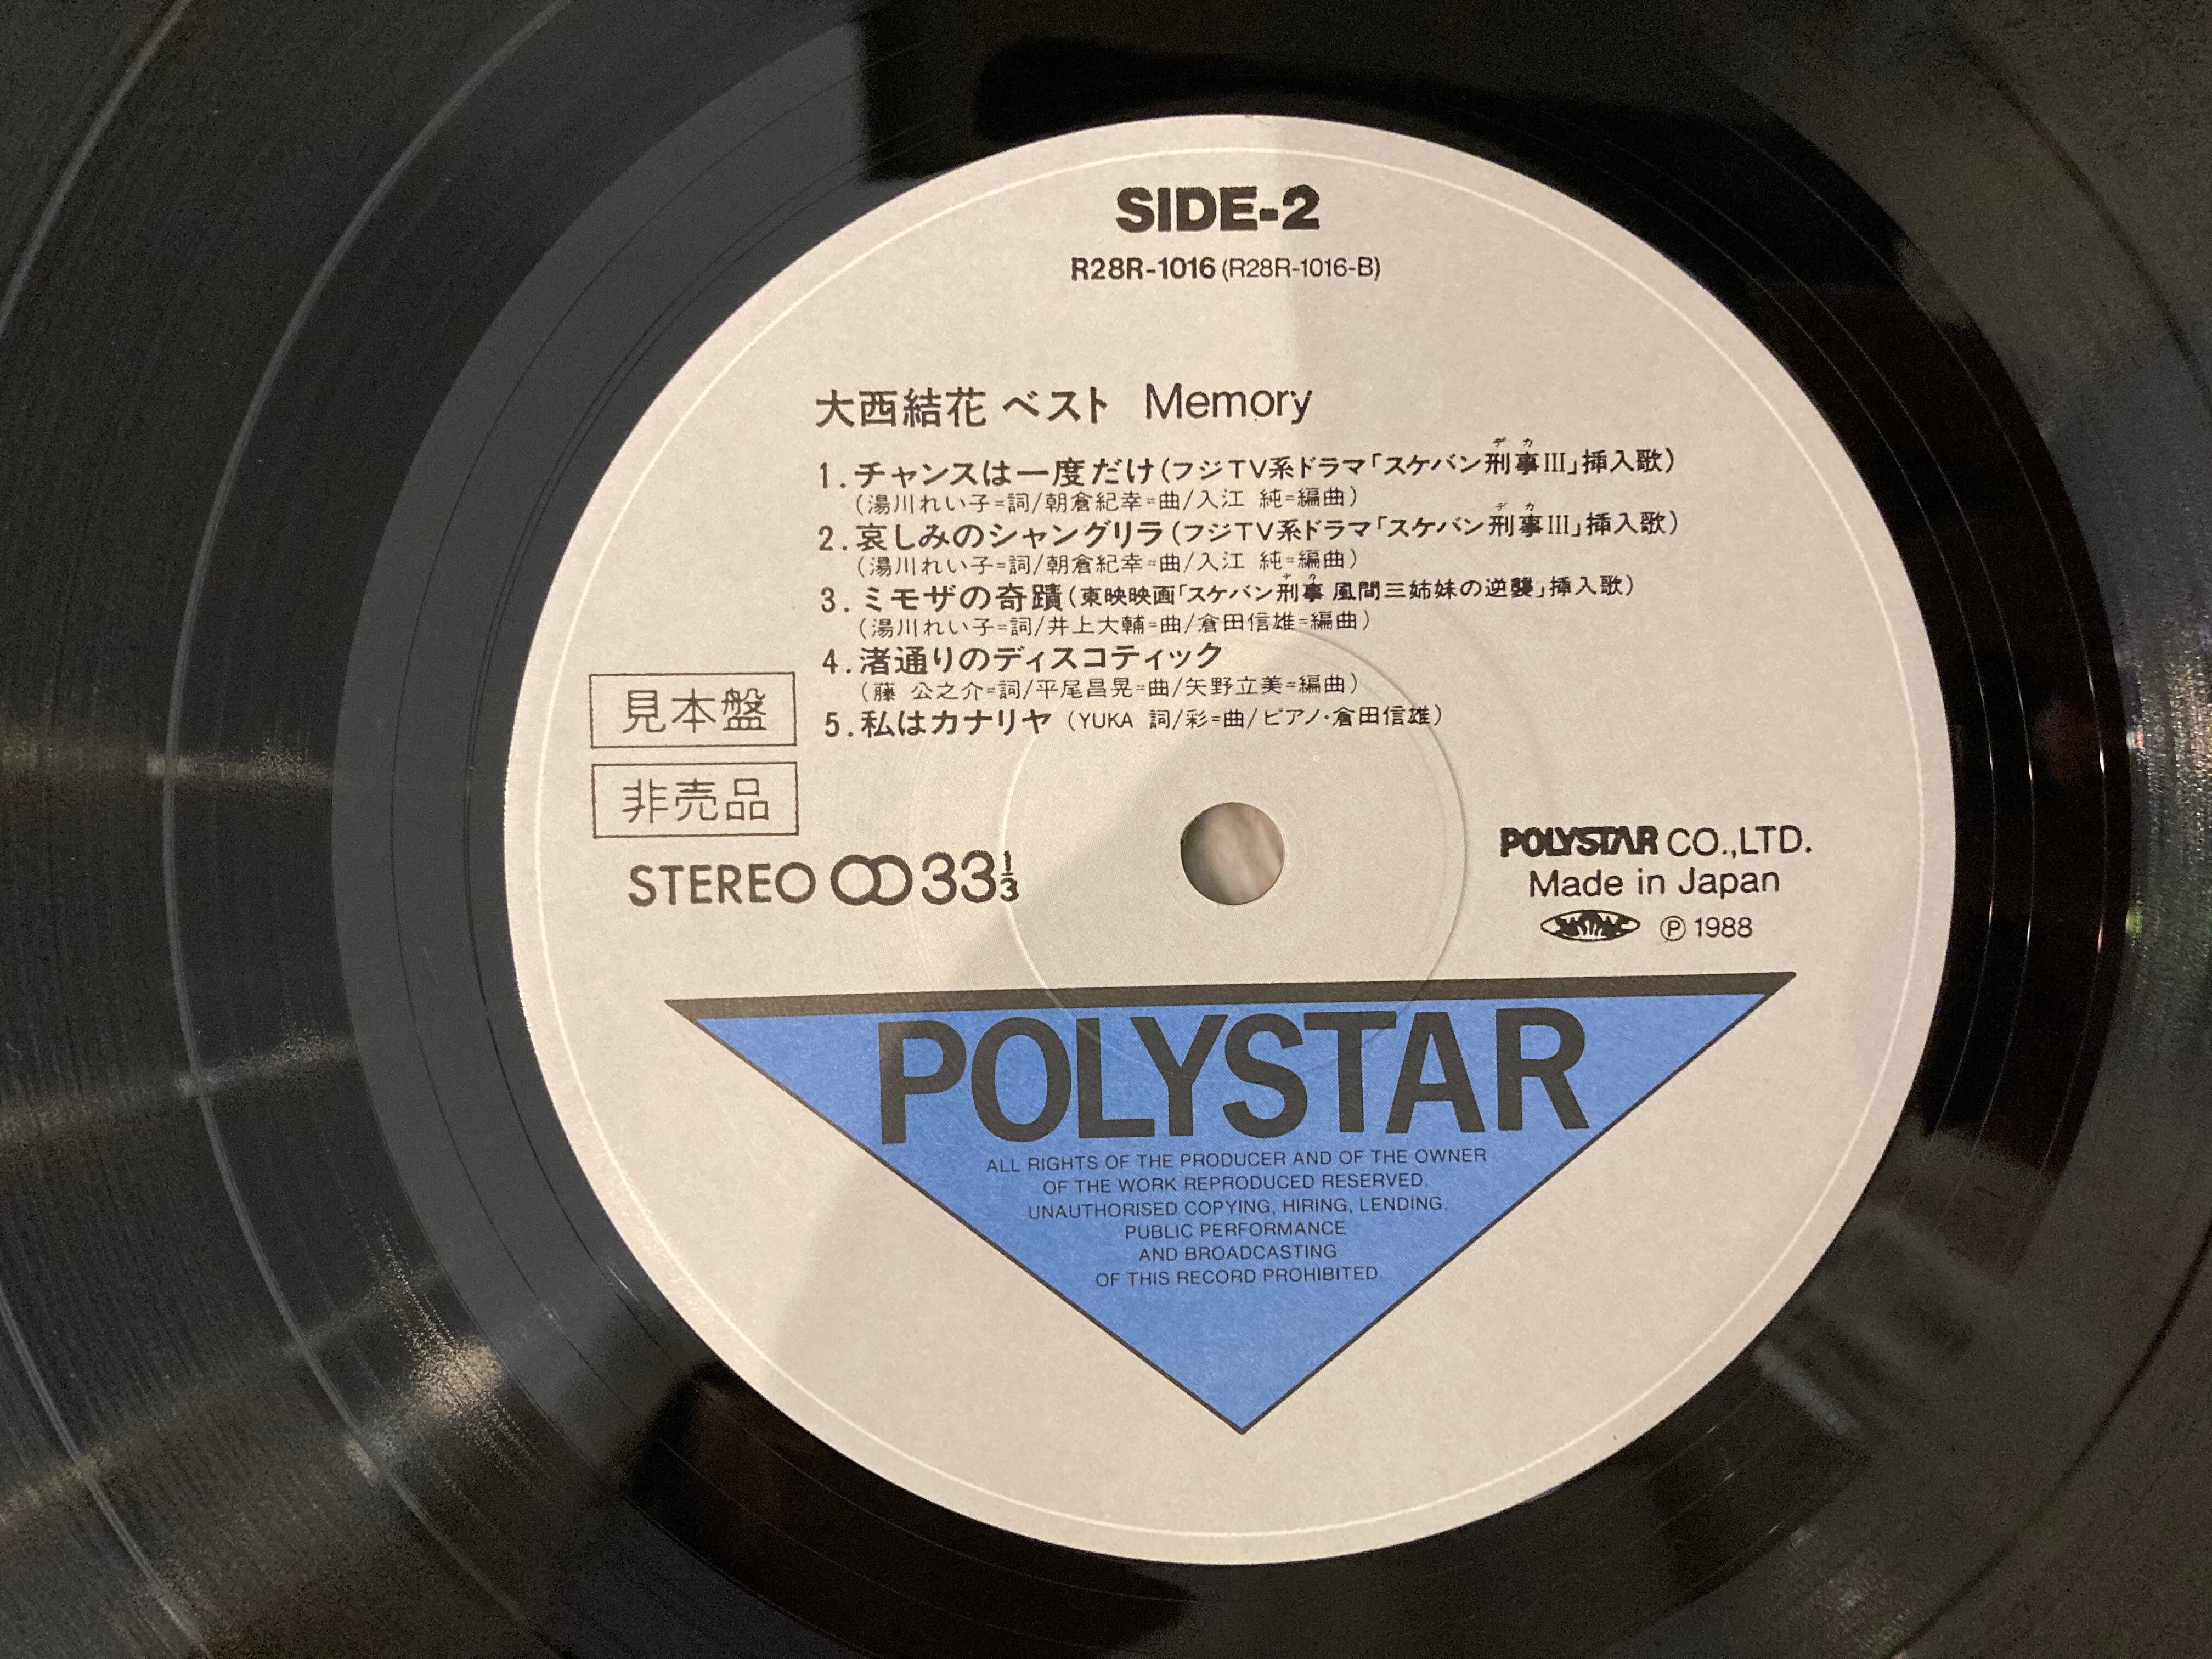 SIDE-2
R28R-1016 (R28R-1016-B)
大西結花 ベスト Memory
1. チャンスは一度だけ(フジTV系ドラマ「スケバン刑事III」挿入歌)
デカ
(湯川れい子=詞/朝倉紀幸=曲/入江 純=編曲)
2. 哀しみのシャングリラ(フジTV系ドラマ「スケバン刑事III」挿入歌)
デカ
(湯川れい子=詞/朝倉紀幸=曲/入江 純=編曲)
3. ミモザの奇蹟(東映映画「スケバン刑事 風間三姉妹の逆襲」挿入歌)
デカ
(湯川れい子=詞/井上大輔=曲/倉田信雄=編曲)
4. 渚通りのディスコティック
(藤 公之介=詞/平尾昌晃=曲/矢野立美=編曲)
5. 私はカナリヤ (YUKA 詞/彩=曲/ピアノ・倉田信雄)
見本盤
非売品
STEREO 33 1/3
POLYSTAR CO.,LTD.
Made in Japan
Ⓟ 1988
POLYSTAR
ALL RIGHTS OF THE PRODUCER AND OF THE OWNER
OF THE WORK REPRODUCED RESERVED.
UNAUTHORISED COPYING, HIRING, LENDING,
PUBLIC PERFORMANCE
AND BROADCASTING
OF THIS RECORD PROHIBITED.